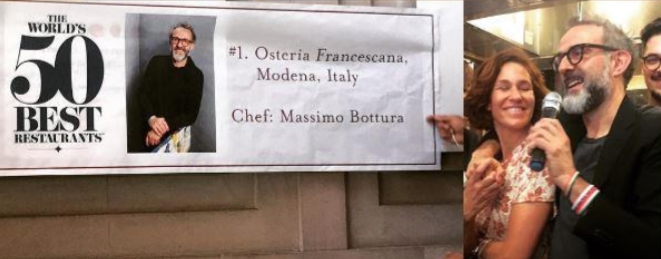 THE
WORLD'S
50
BEST
RESTAURANTS
#1. Osteria Francescana,
Modena, Italy
Chef: Massimo Bottura